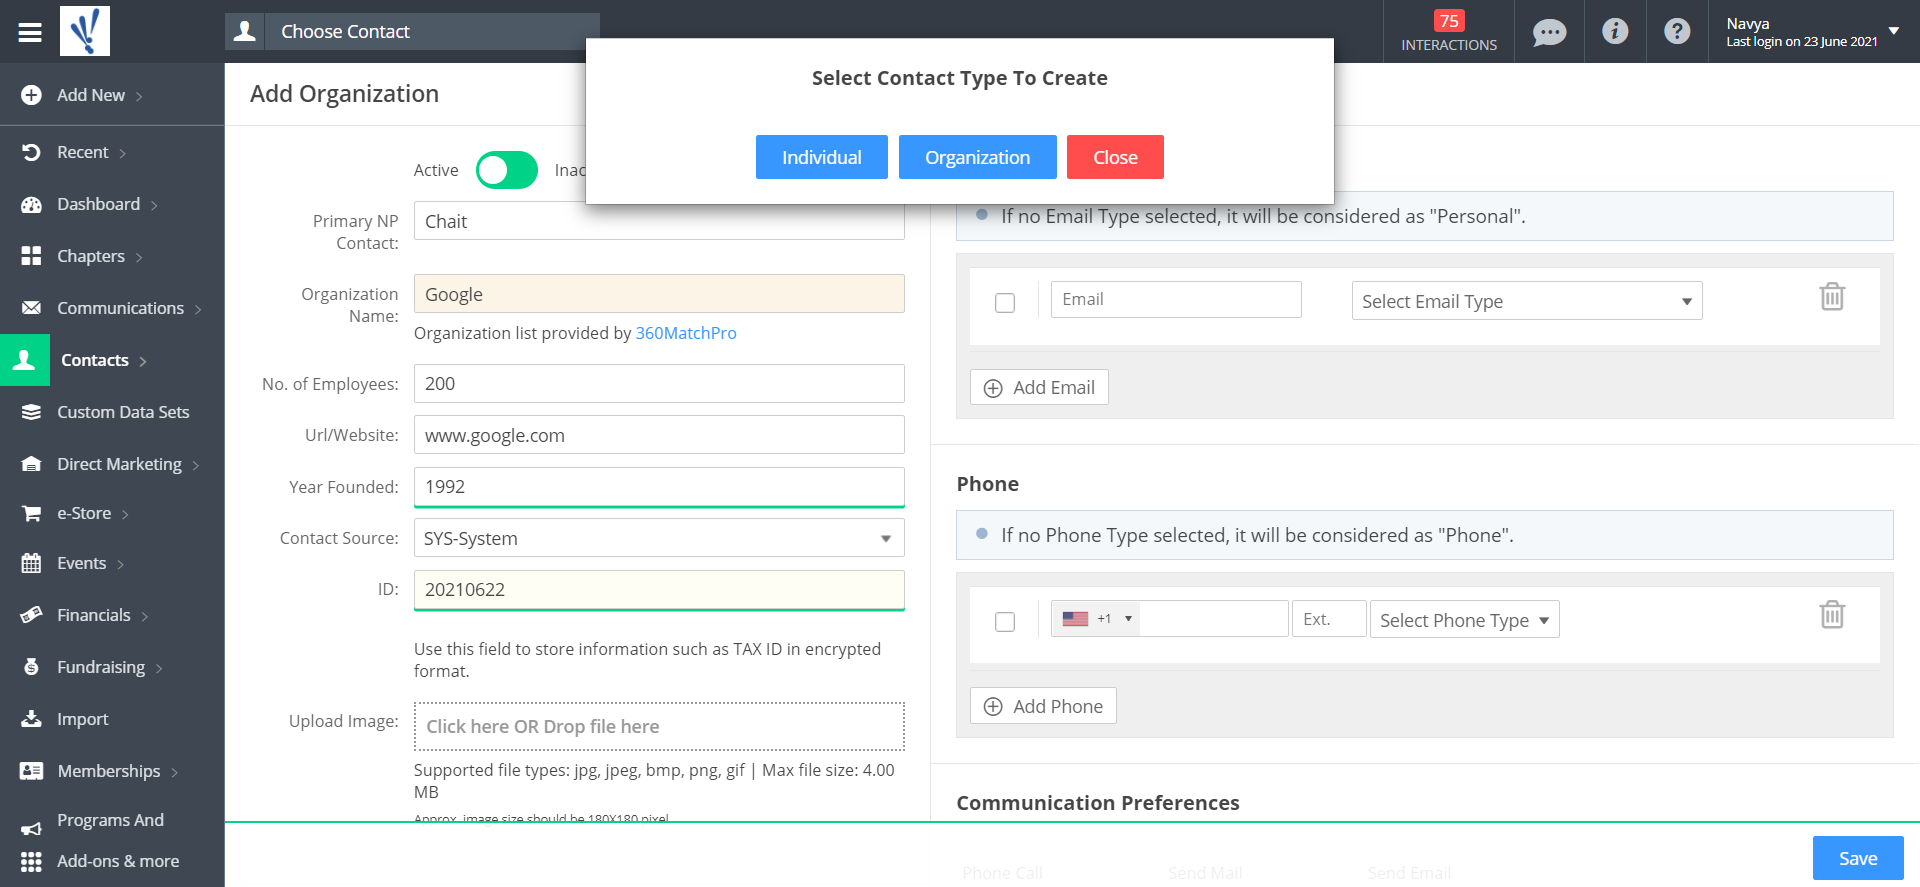 Choose Contact
75
INTERACTIONS
Navya
Last login on 23 June 2021
Select Contact Type To Create
Individual
Organization
Close
Add New
Recent
Dashboard
Chapters
Communications
Contacts
Custom Data Sets
Direct Marketing
e-Store
Events
Financials
Fundraising
Import
Memberships
Programs And
Add-ons & more
Add Organization
Active
Inac
Primary NP
Contact:
Chait
Organization
Name:
Google
Organization list provided by 360MatchPro
No. of Employees:
200
Url/Website:
www.google.com
Year Founded:
1992
Contact Source:
SYS-System
ID:
20210622
Use this field to store information such as TAX ID in encrypted
format.
Upload Image:
Click here OR Drop file here
Supported file types: jpg, jpeg, bmp, png, gif | Max file size: 4.00
MB
Approx. image size should be 180X180 pixel
If no Email Type selected, it will be considered as "Personal".
Email
Select Email Type
Add Email
Phone
If no Phone Type selected, it will be considered as "Phone".
+1
Ext.
Select Phone Type
Add Phone
Communication Preferences
Phone Call
Send Mail
Send Email
Save